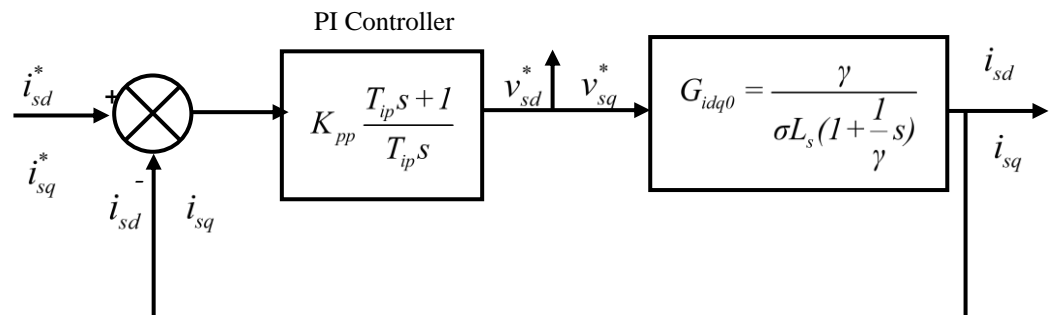 PI Controller
i*sd
+
i*sq
-
isd
isq
Kpp (Tip s + 1) / (Tip s)
v*sd
v*sq
Gidq0 = γ / (σLs(1 + (1/γ)s))
isd
isq